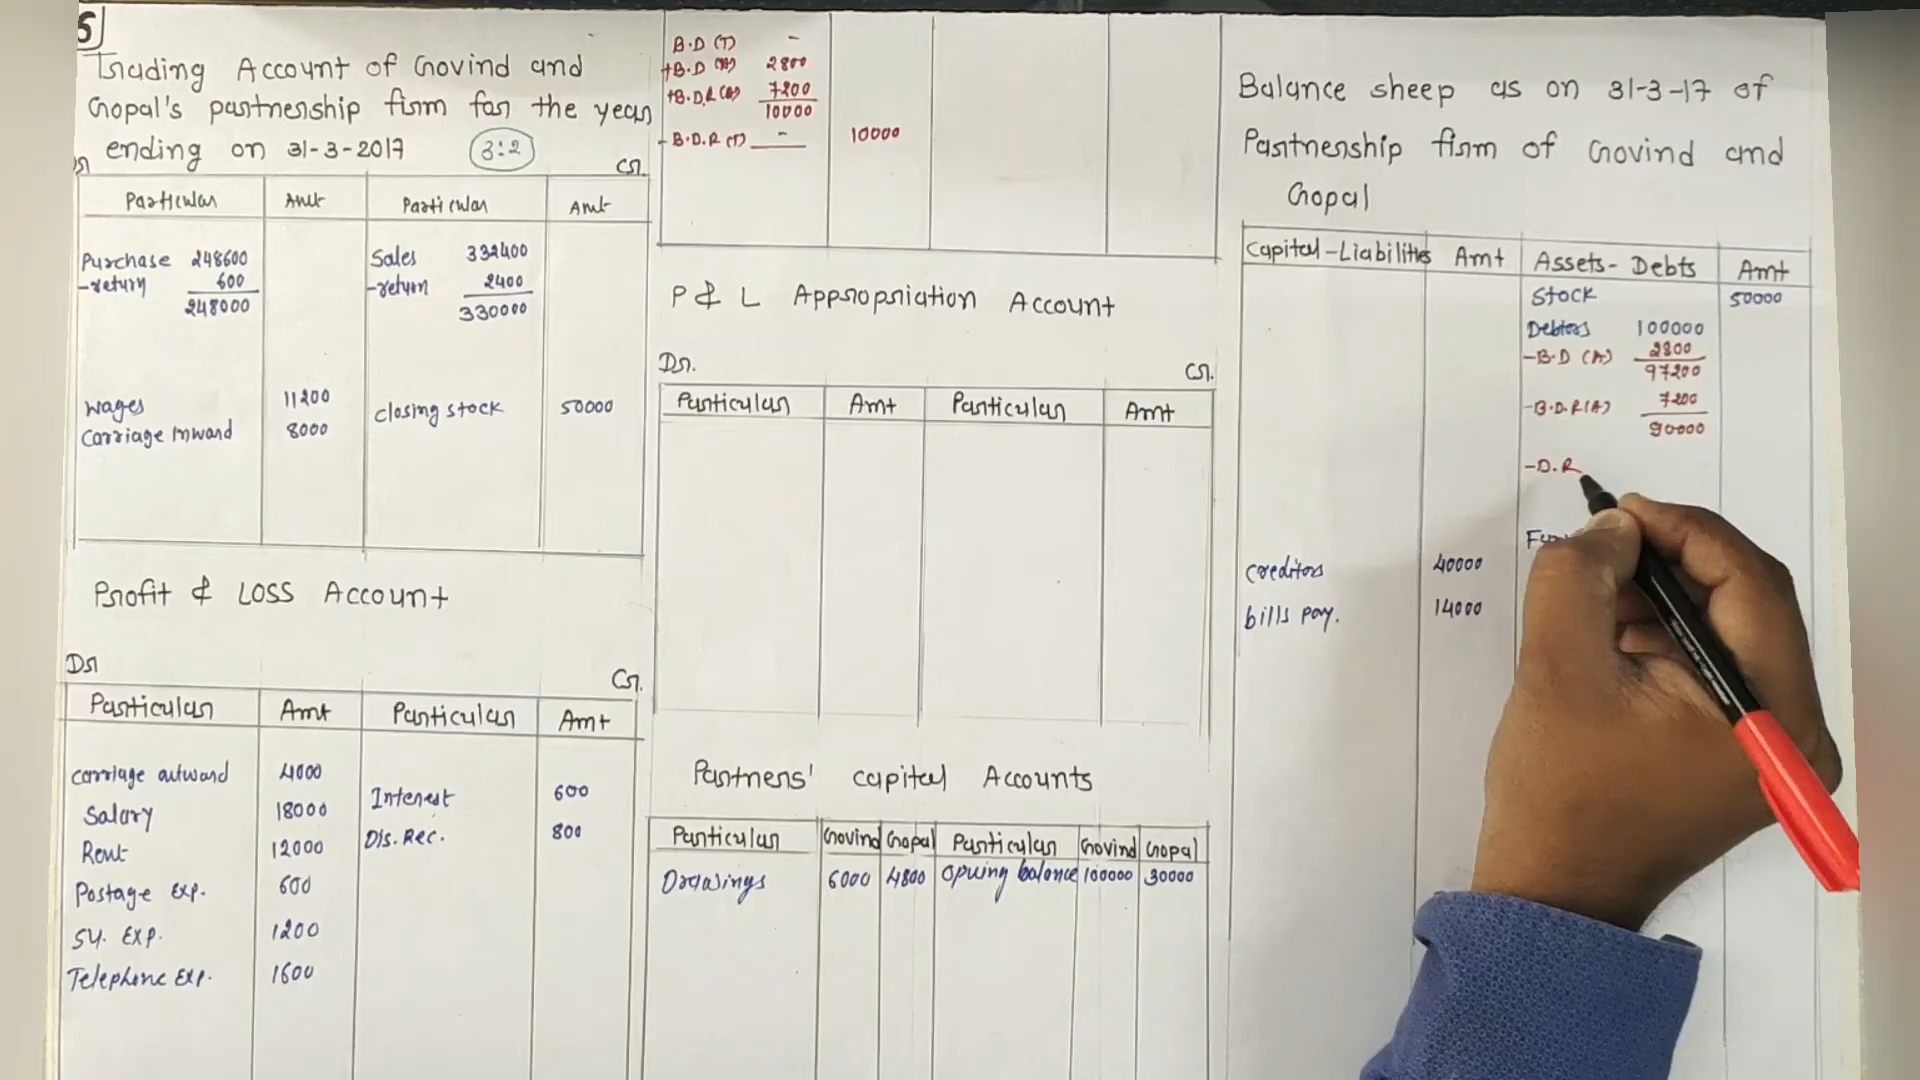 5
Trading Account of Govind and
Gopal's partnership firm for the year
ending on 31-3-2017 3:2
Dr Cr.
Particular Amt Particular Amt
Purchase 248600 Sales 332400
-return 600 -return 2400
248000 330000
wages 11200 closing stock 50000
Carriage Inward 8000
Profit & Loss Account
Dr Cr.
Particular Amt Particular Amt
Carriage outward 4000 Interest 600
Salary 18000 Dis. Rec. 800
Rent 12000
Postage Exp. 600
Sy. Exp. 1200
Telephone Exp. 1600
B.D (T) -
+B.D (A) 2800
+B.D.R (A) 7200
10000
-B.D.R (T) - 10000
P & L Appropriation Account
Dr. Cr.
Particular Amt Particular Amt
Partners' capital Accounts
Particular Govind Gopal Particular Govind Gopal
Drawings 6000 4800 opning balance 100000 30000
Balance sheep as on 31-3-17 of
Partnership firm of Govind and
Gopal
Capital-Liabilities Amt Assets-Debts Amt
Stock 50000
Debtors 100000
-B.D (A) 2800
97200
-B.D.R(A) 7200
90000
-D.R
creditors 40000
bills pay. 14000